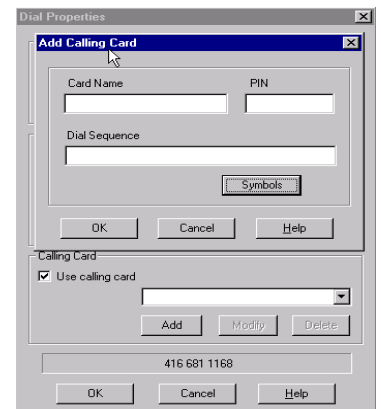 Dial Properties
Add Calling Card
Card Name PIN
Dial Sequence
Symbols
OK Cancel Help
Calling Card
Use calling card
Add Modify Delete
416 681 1168
OK Cancel Help